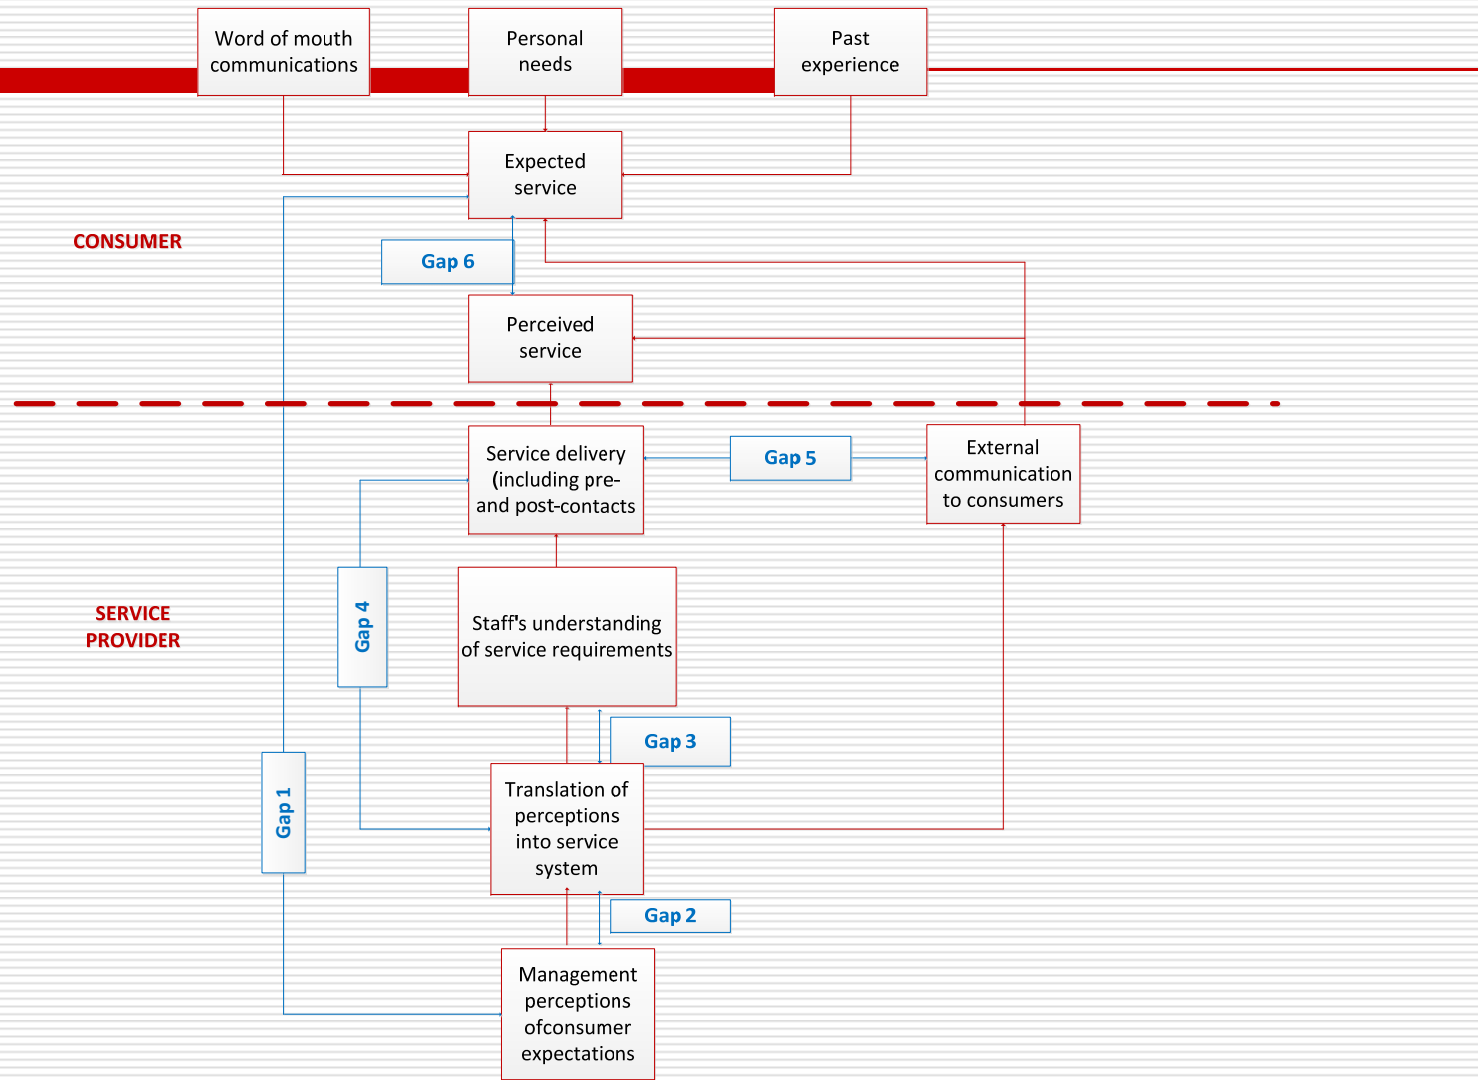 Word of mouth
communications
Personal
needs
Past
experience
Expected
service
CONSUMER
Gap 6
Perceived
service
Service delivery
(including pre-
and post-contacts
Gap 5
External
communication
to consumers
Gap 4
Staff's understanding
of service requirements
SERVICE
PROVIDER
Gap 3
Gap 1
Translation of
perceptions
into service
system
Gap 2
Management
perceptions
ofconsumer
expectations